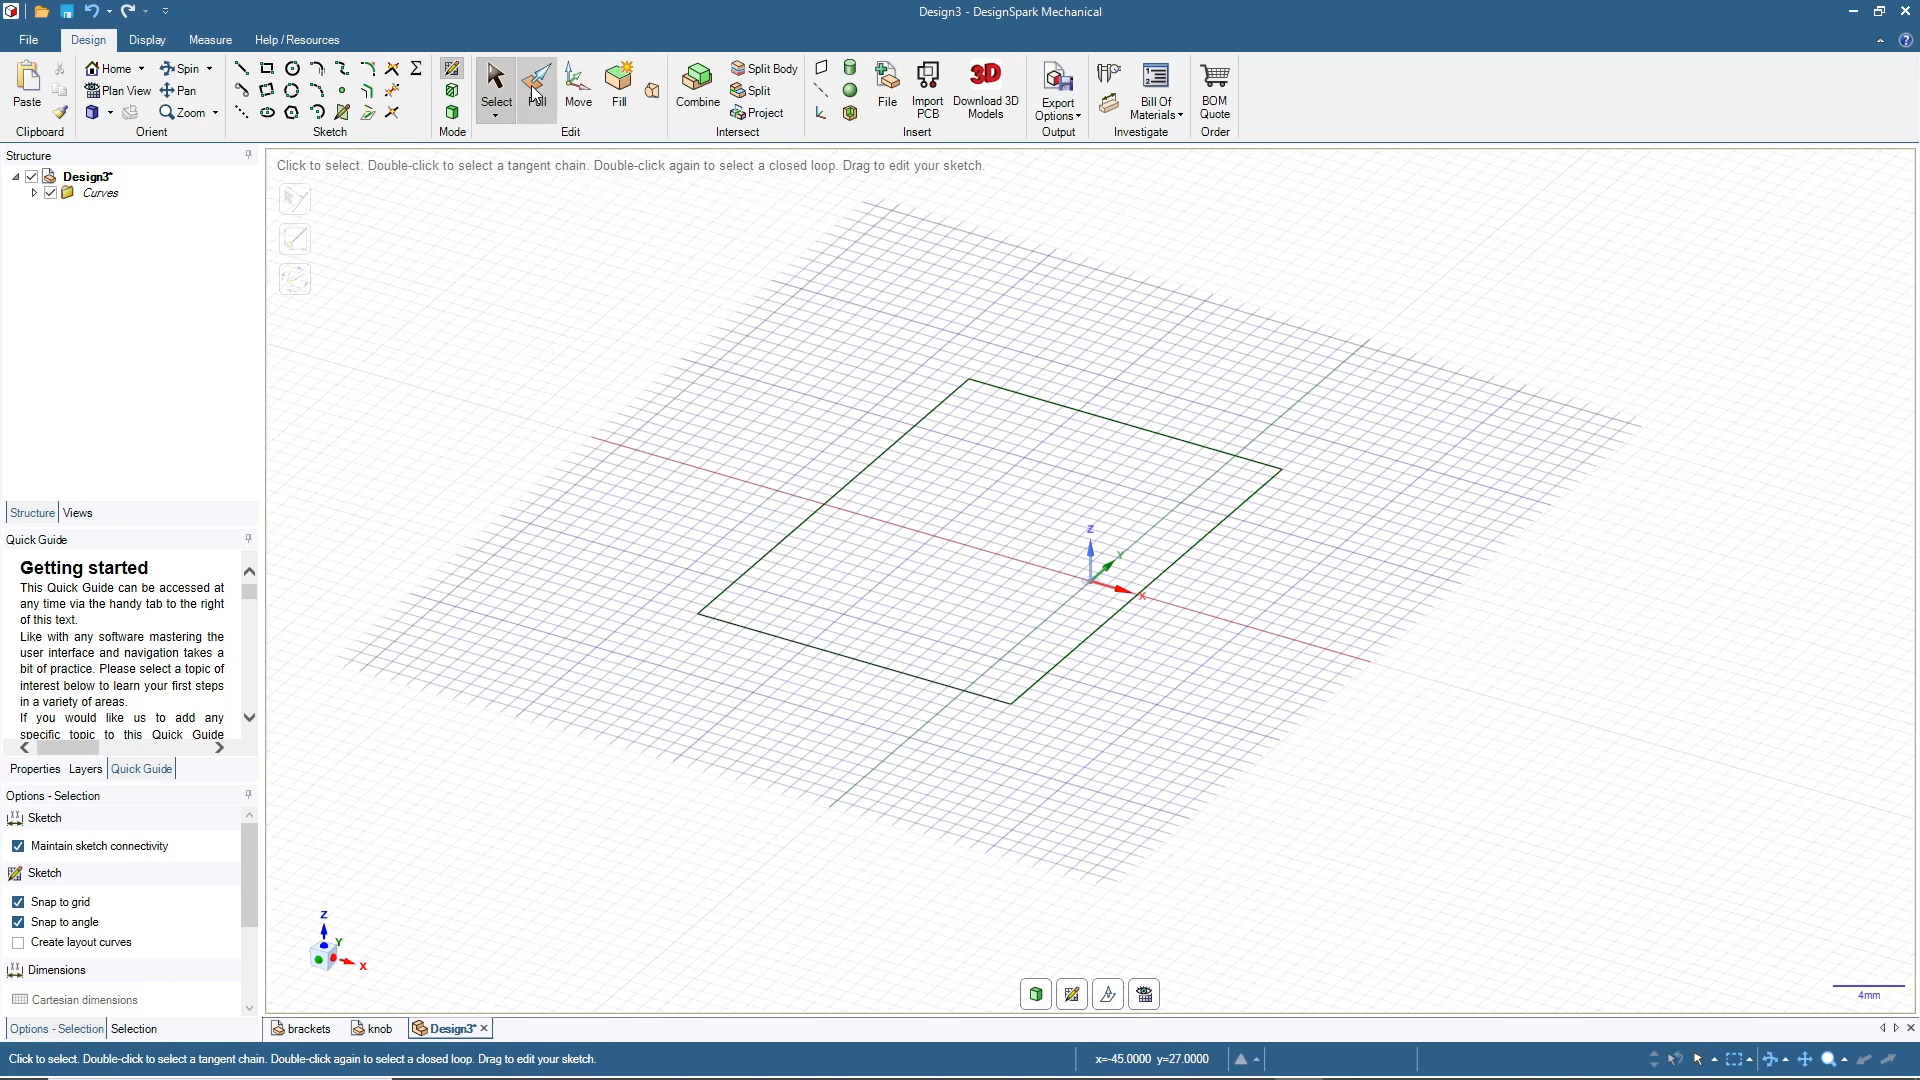 Design3 - DesignSpark Mechanical
File Design Display Measure Help / Resources
Paste
Home Spin
Plan View Pan
Zoom
Select Pull Move Fill
Combine
Split Body
Split
Project
File Import PCB Download 3D Models
3D
Export Options
Bill Of Materials
BOM Quote
Clipboard Orient Sketch Mode Edit Intersect Insert Output Investigate Order
Structure
Design3*
Curves
Structure Views
Quick Guide
Getting started
This Quick Guide can be accessed at
any time via the handy tab to the right
of this text.
Like with any software mastering the
user interface and navigation takes a
bit of practice. Please select a topic of
interest below to learn your first steps
in a variety of areas.
If you would like us to add any
specific topic to this Quick Guide
Properties Layers Quick Guide
Options - Selection
Sketch
Maintain sketch connectivity
Sketch
Snap to grid
Snap to angle
Create layout curves
Dimensions
Cartesian dimensions
Options - Selection Selection
Click to select. Double-click to select a tangent chain. Double-click again to select a closed loop. Drag to edit your sketch.
Z
Y
X
Z
Y
X
4mm
brackets knob Design3*
Click to select. Double-click to select a tangent chain. Double-click again to select a closed loop. Drag to edit your sketch.
x=-45.0000 y=27.0000